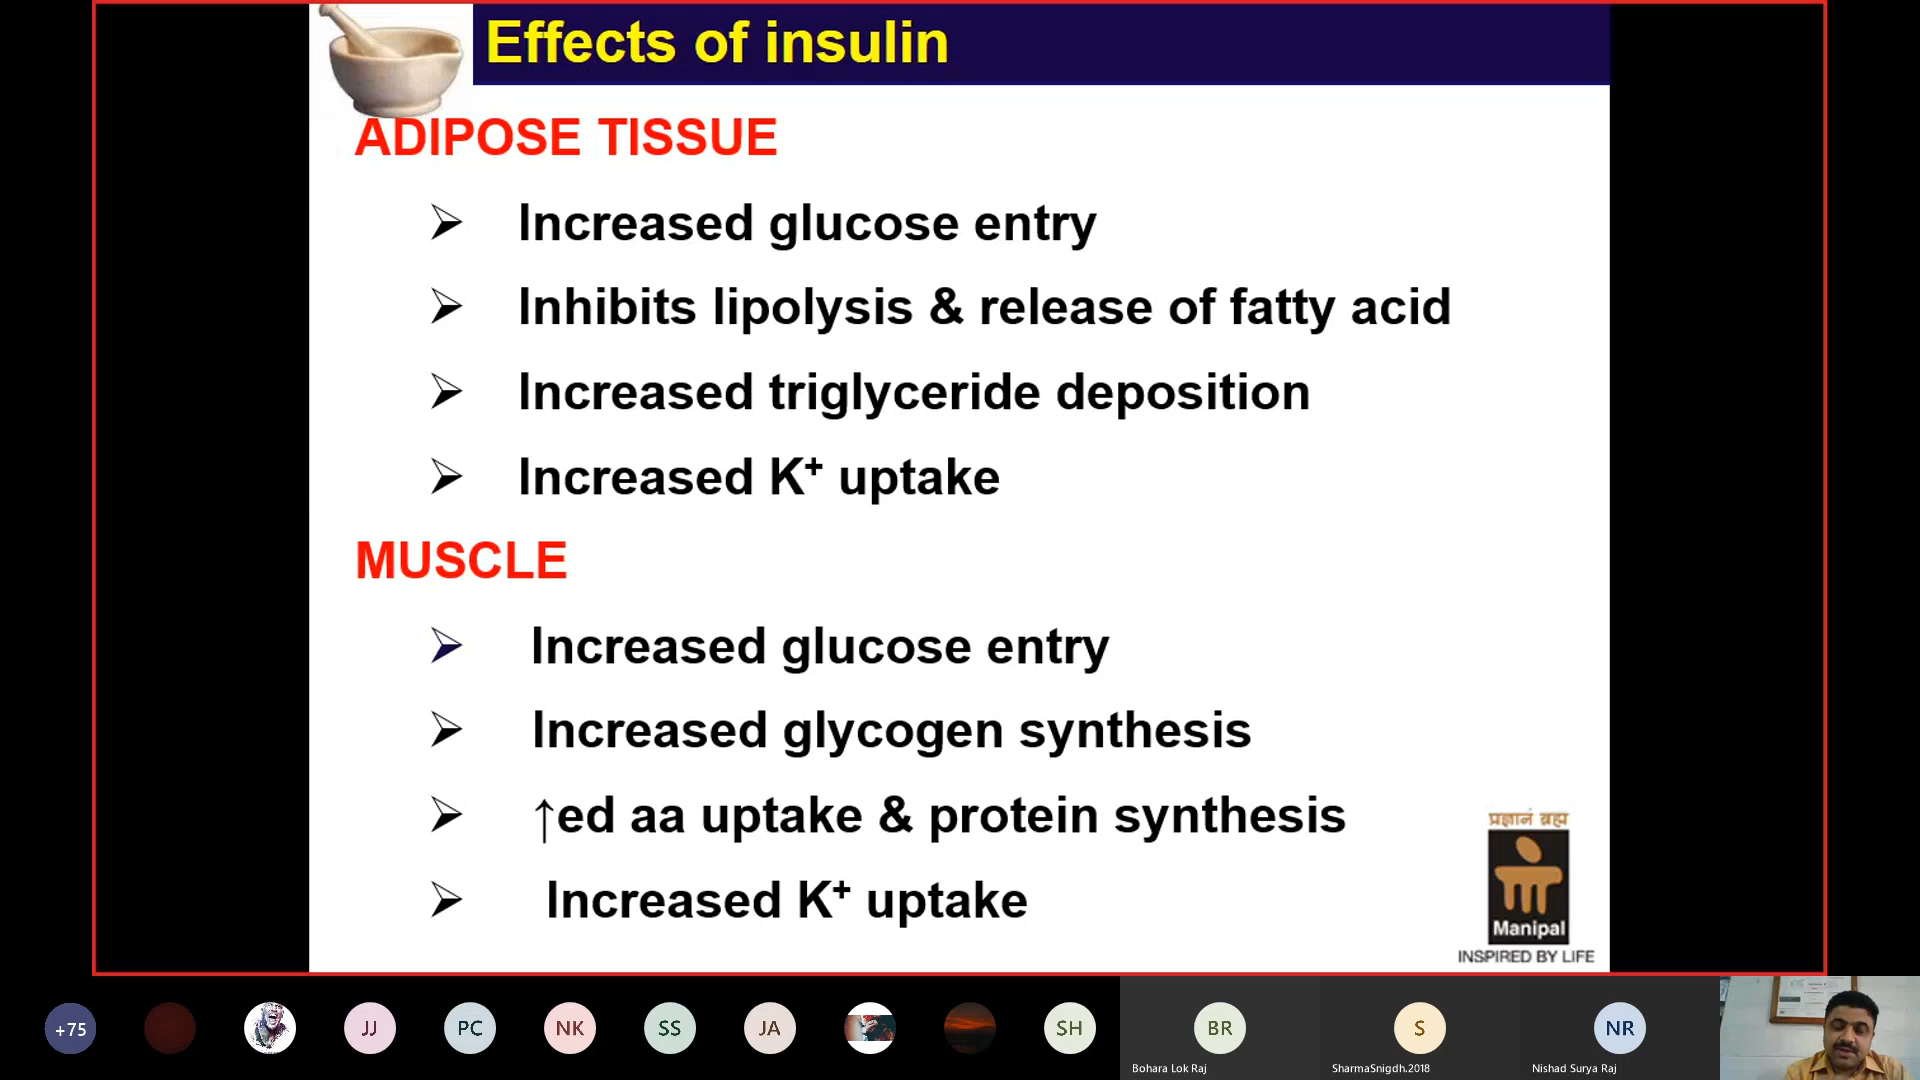 Effects of insulin
ADIPOSE TISSUE
➢ Increased glucose entry
➢ Inhibits lipolysis & release of fatty acid
➢ Increased triglyceride deposition
➢ Increased K⁺ uptake
MUSCLE
➢ Increased glucose entry
➢ Increased glycogen synthesis
➢ ↑ed aa uptake & protein synthesis
➢ Increased K⁺ uptake
प्रज्ञानं ब्रह्म
Manipal
INSPIRED BY LIFE
+75
JJ
PC
NK
SS
JA
SH
BR
Bohara Lok Raj
S
SharmaSnigdh.2018
NR
Nishad Surya Raj